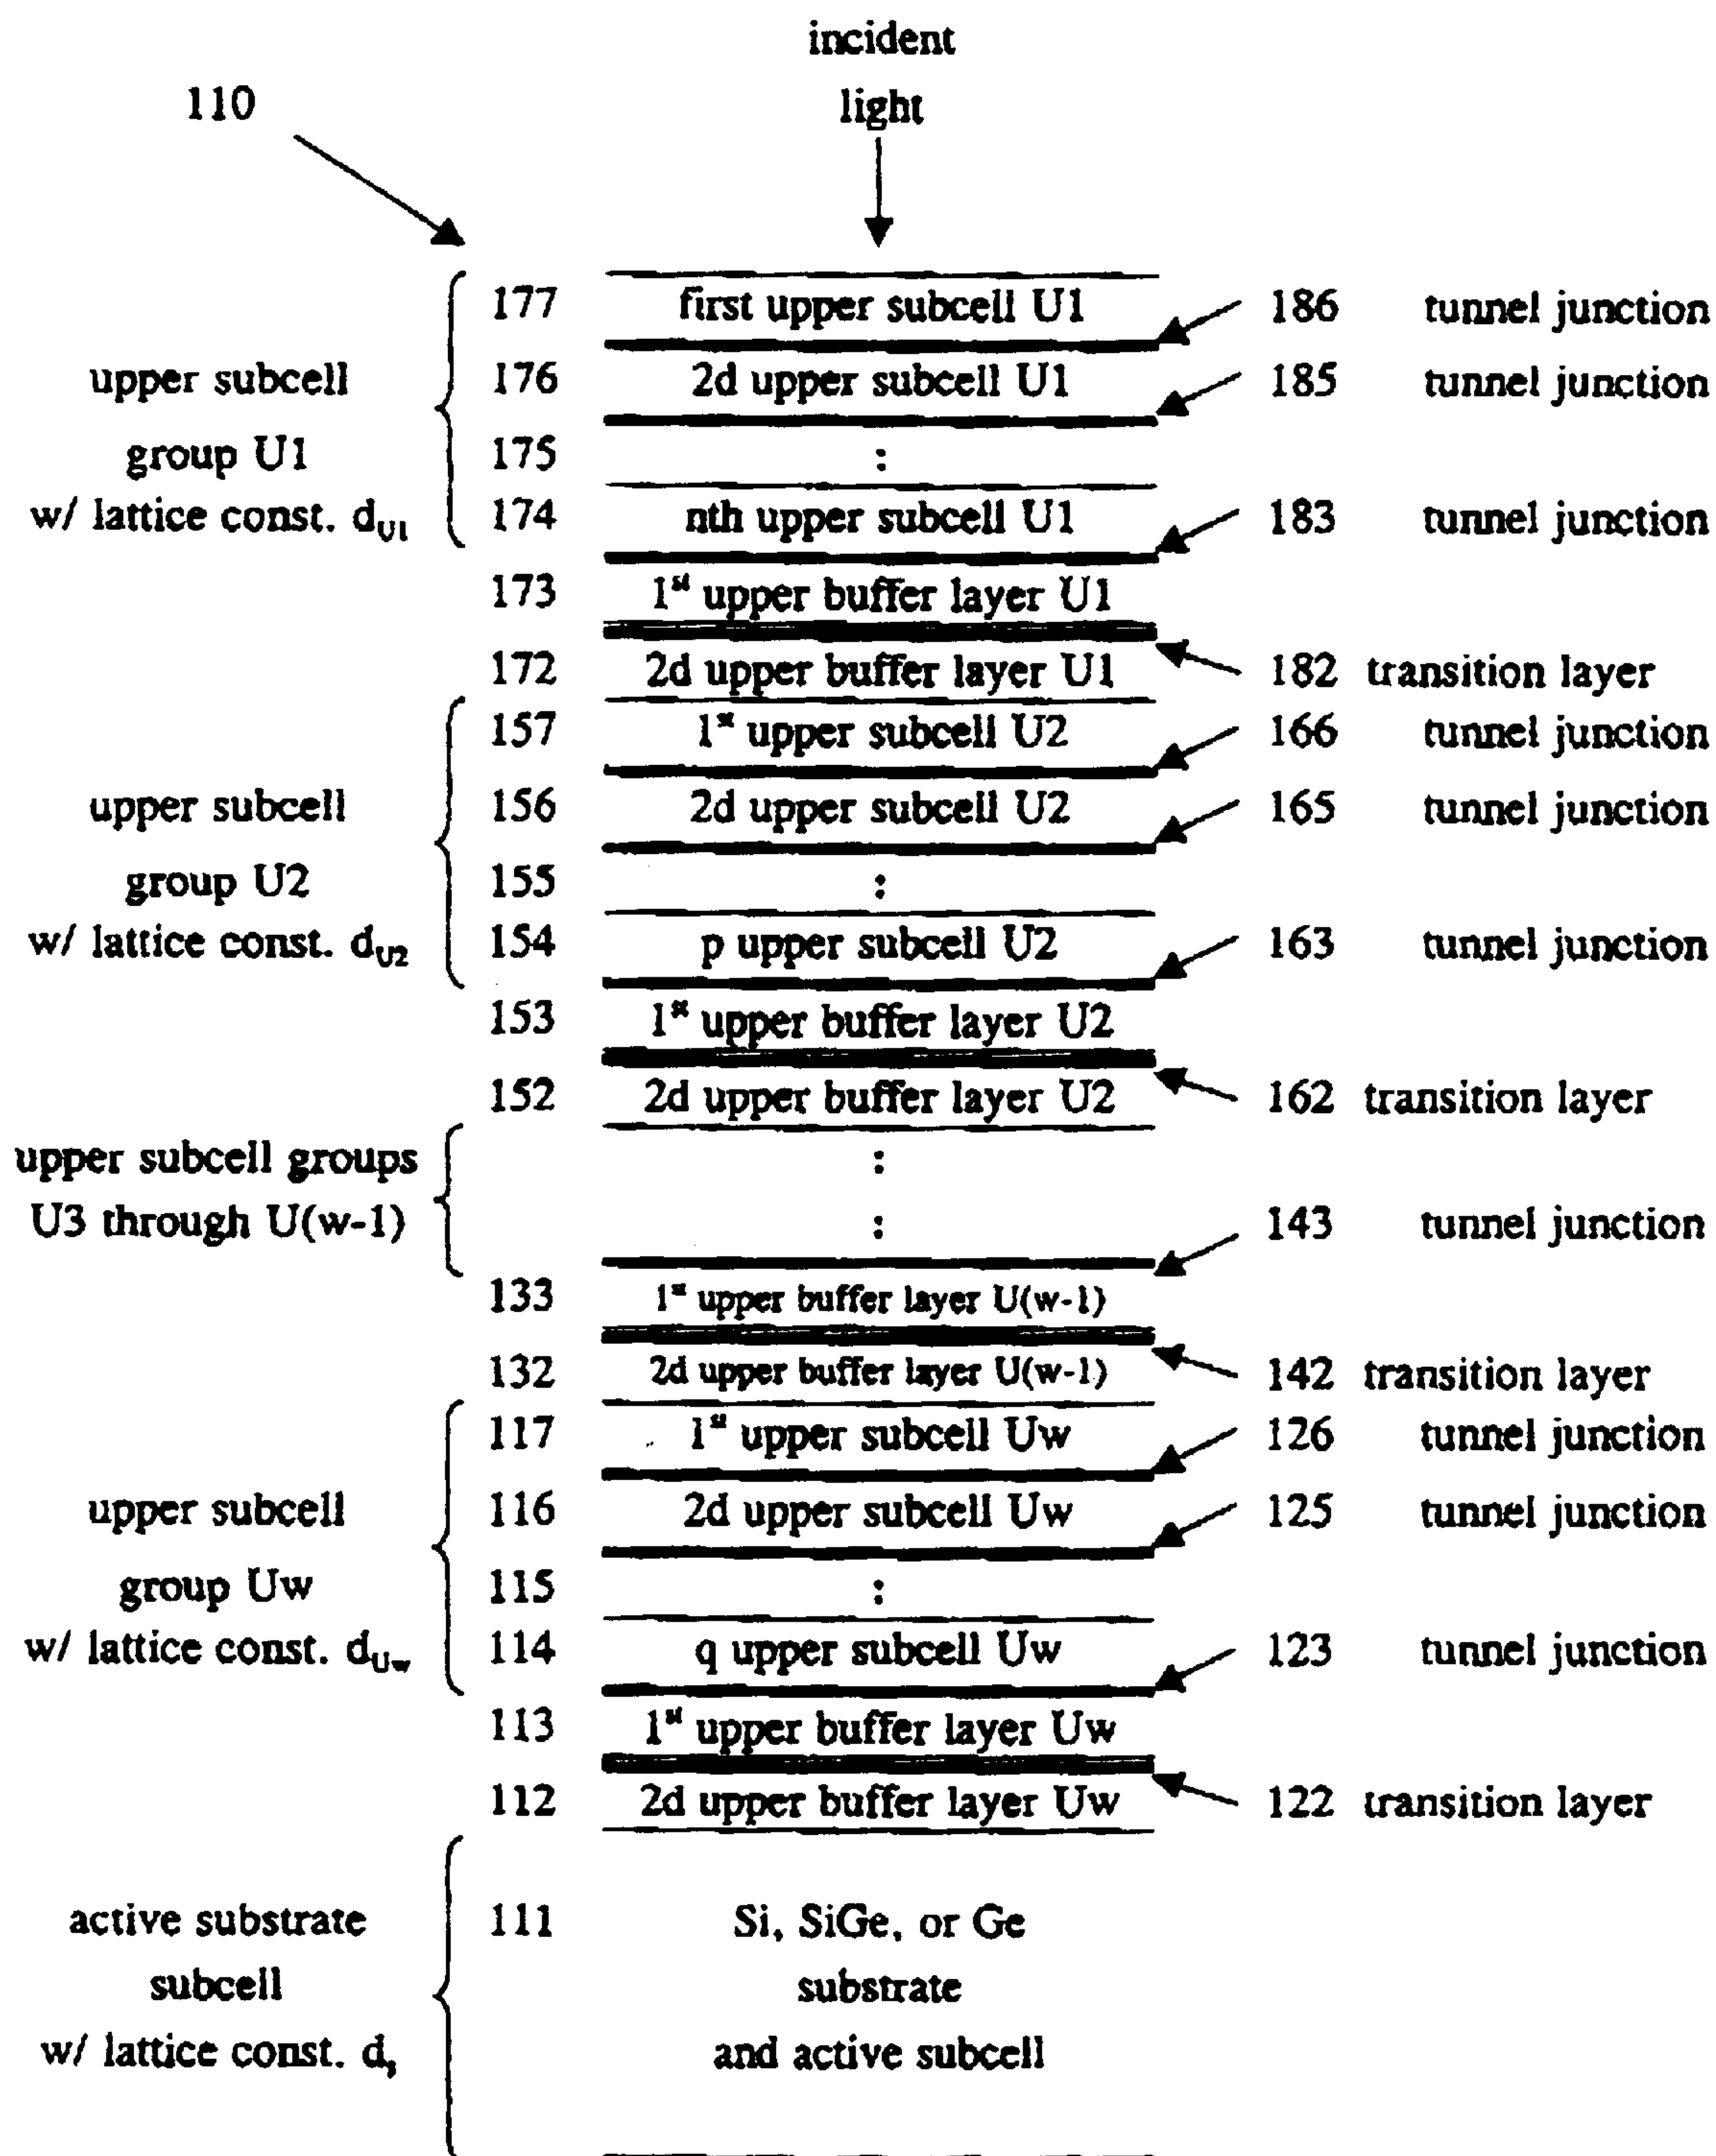 incident
110
light
177 first upper subcell U1 186 tunnel junction
upper subcell 176 2d upper subcell U1 185 tunnel junction
group U1 175 :
w/ lattice const. dU1 174 nth upper subcell U1 183 tunnel junction
173 1st upper buffer layer U1
172 2d upper buffer layer U1 182 transition layer
157 1st upper subcell U2 166 tunnel junction
upper subcell 156 2d upper subcell U2 165 tunnel junction
group U2 155 :
w/ lattice const. dU2 154 p upper subcell U2 163 tunnel junction
153 1st upper buffer layer U2
152 2d upper buffer layer U2 162 transition layer
upper subcell groups :
U3 through U(w-1) : 143 tunnel junction
133 1st upper buffer layer U(w-1)
132 2d upper buffer layer U(w-1) 142 transition layer
117 1st upper subcell Uw 126 tunnel junction
upper subcell 116 2d upper subcell Uw 125 tunnel junction
group Uw 115 :
w/ lattice const. dUw 114 q upper subcell Uw 123 tunnel junction
113 1st upper buffer layer Uw
112 2d upper buffer layer Uw 122 transition layer
active substrate 111 Si, SiGe, or Ge
subcell substrate
w/ lattice const. ds and active subcell